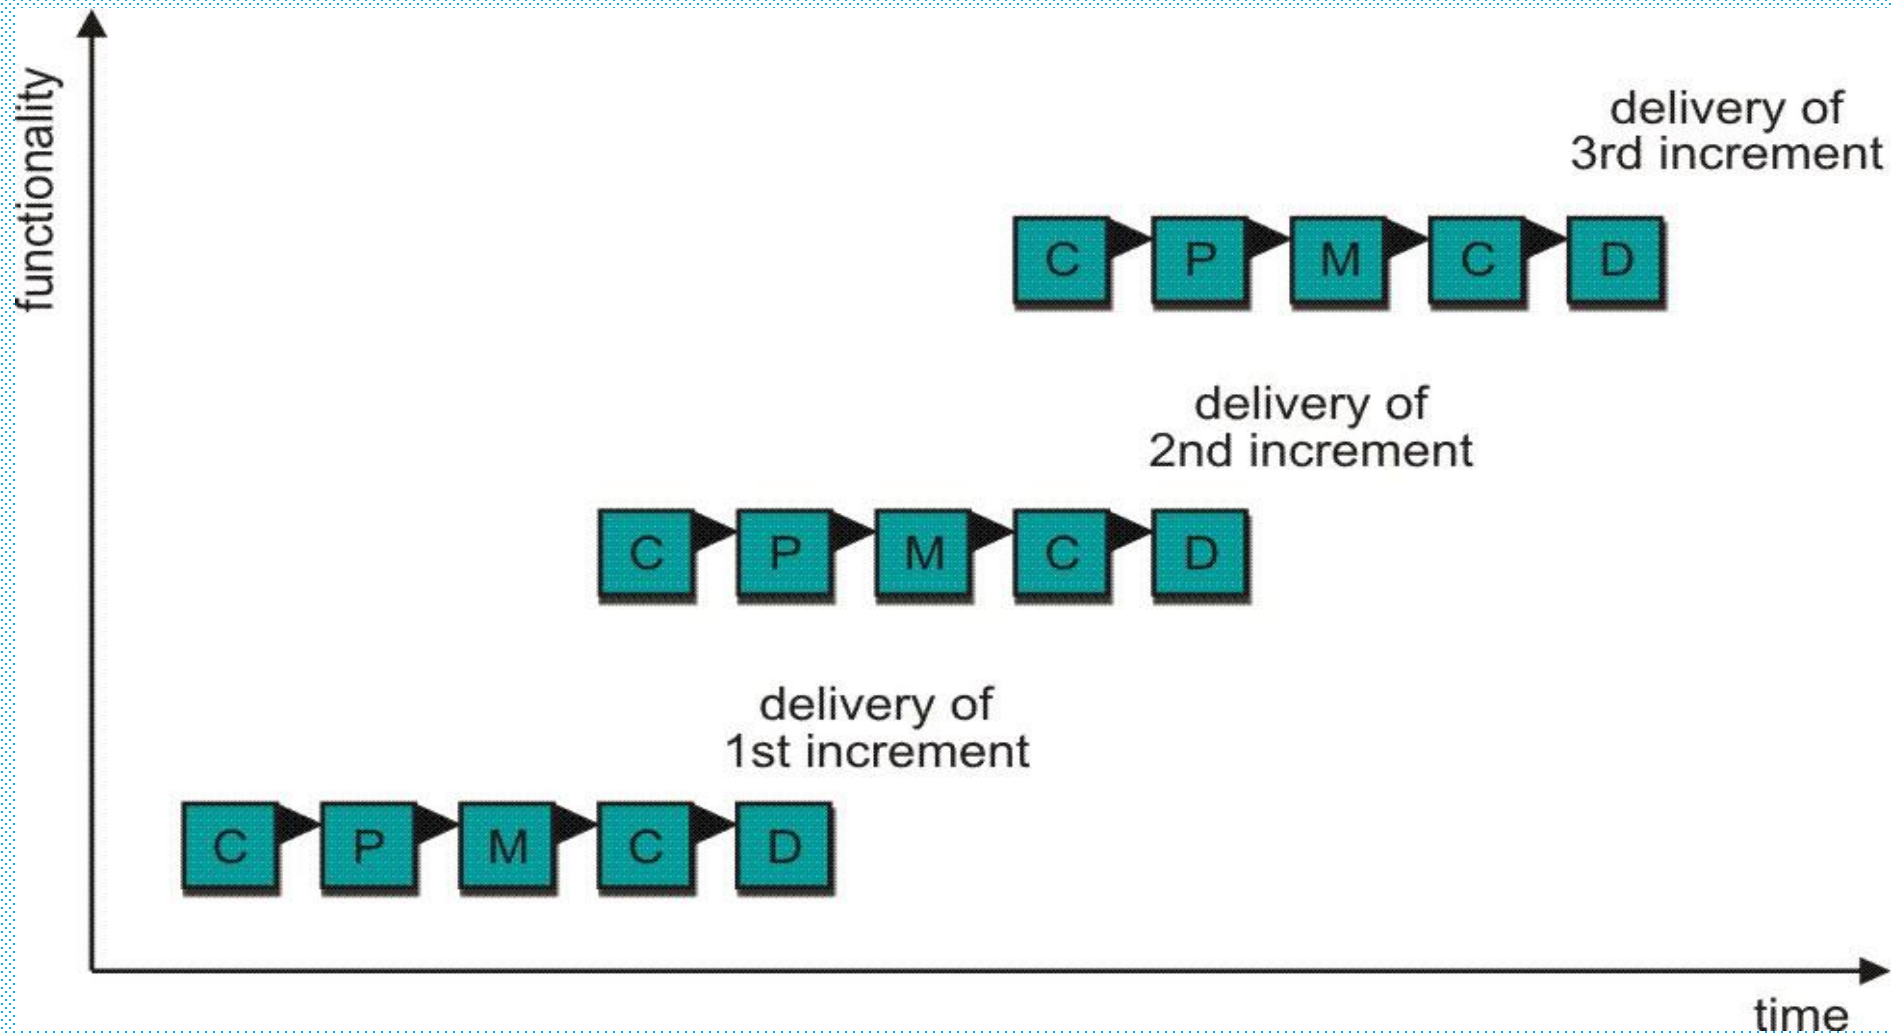 functionality
delivery of
3rd increment
C P M C D
delivery of
2nd increment
C P M C D
delivery of
1st increment
C P M C D
time